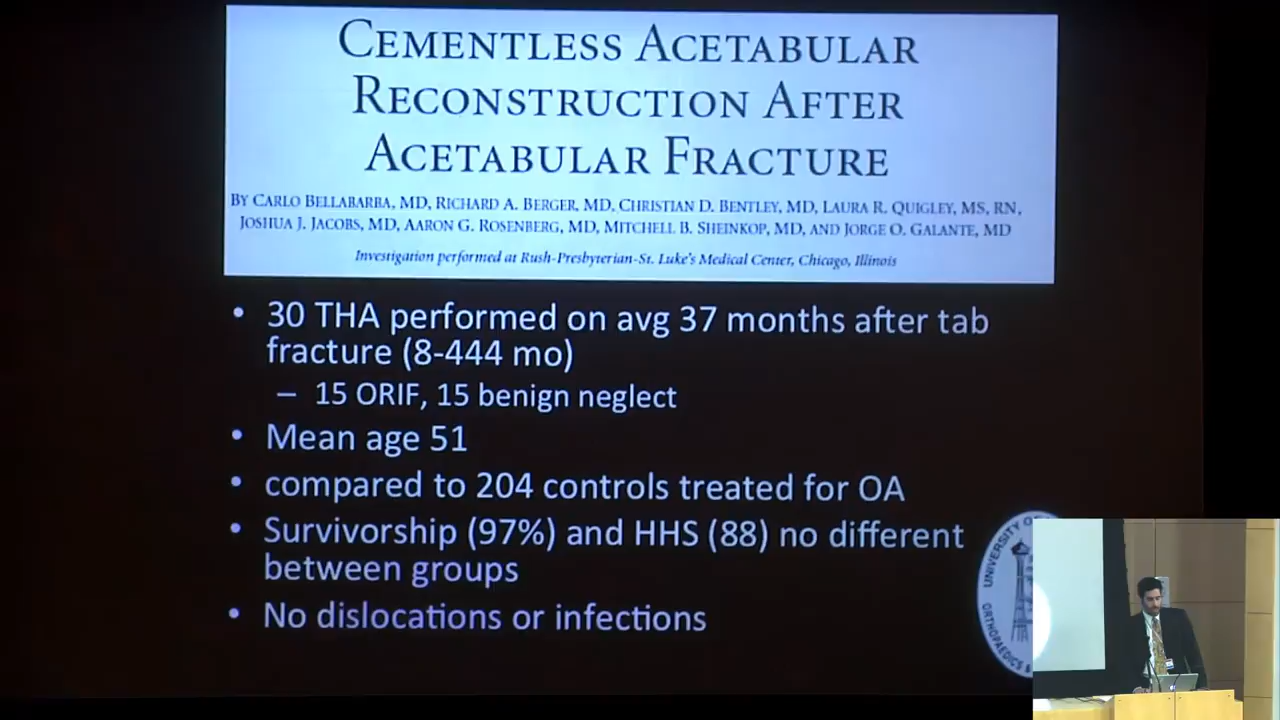 CEMENTLESS ACETABULAR
RECONSTRUCTION AFTER
ACETABULAR FRACTURE
BY CARLO BELLABARBA, MD, RICHARD A. BERGER, MD, CHRISTIAN D. BENTLEY, MD, LAURA R. QUIGLEY, MS, RN,
JOSHUA J. JACOBS, MD, AARON G. ROSENBERG, MD, MITCHELL B. SHEINKOP, MD, AND JORGE O. GALANTE, MD
Investigation performed at Rush-Presbyterian-St. Luke's Medical Center, Chicago, Illinois
• 30 THA performed on avg 37 months after tab
fracture (8-444 mo)
– 15 ORIF, 15 benign neglect
• Mean age 51
• compared to 204 controls treated for OA
• Survivorship (97%) and HHS (88) no different
between groups
• No dislocations or infections
UNIVERSITY OF
ORTHOPAEDICS &